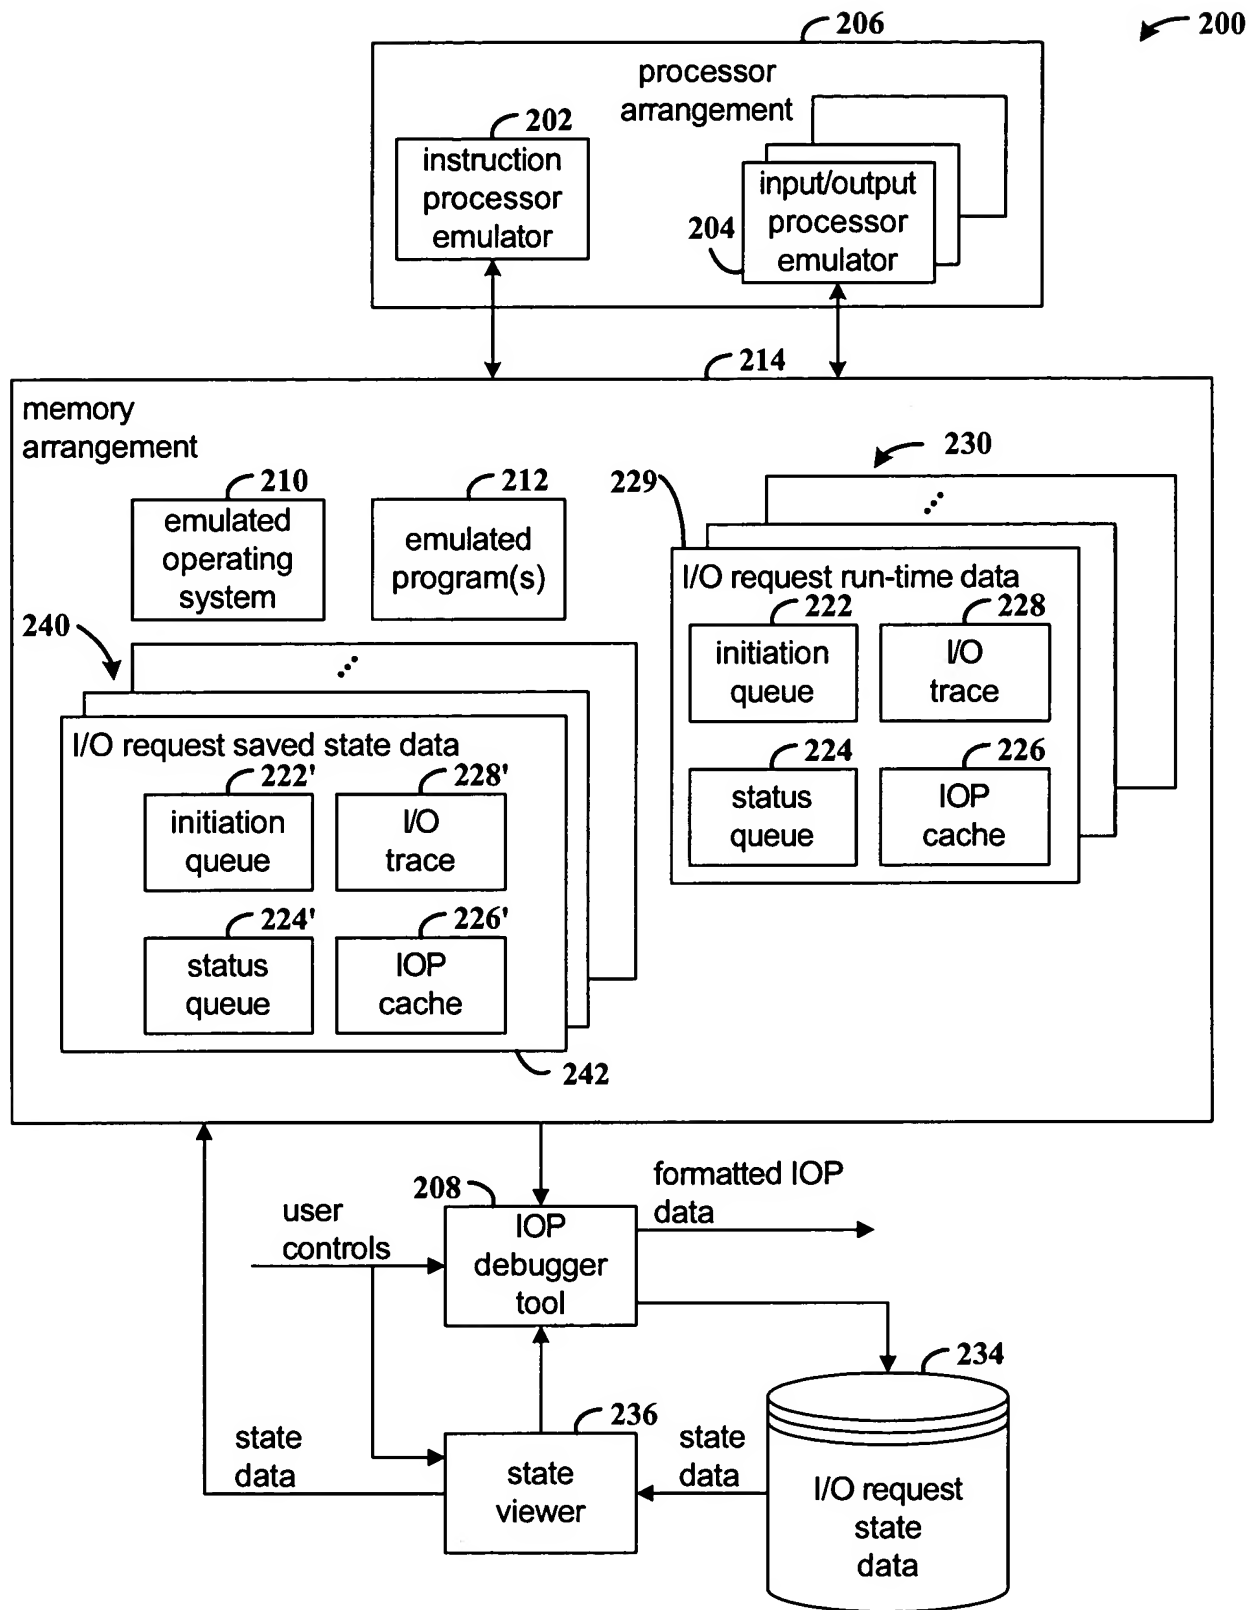 200
206
processor
arrangement
202
instruction
processor
emulator
204
input/output
processor
emulator
214
memory
arrangement
210
emulated
operating
system
212
emulated
program(s)
230
229
I/O request run-time data
222
initiation
queue
228
I/O
trace
224
status
queue
226
IOP
cache
240
I/O request saved state data
222'
initiation
queue
228'
I/O
trace
224'
status
queue
226'
IOP
cache
242
208
IOP
debugger
tool
user
controls
formatted IOP
data
234
I/O request
state
data
236
state
viewer
state
data
state
data